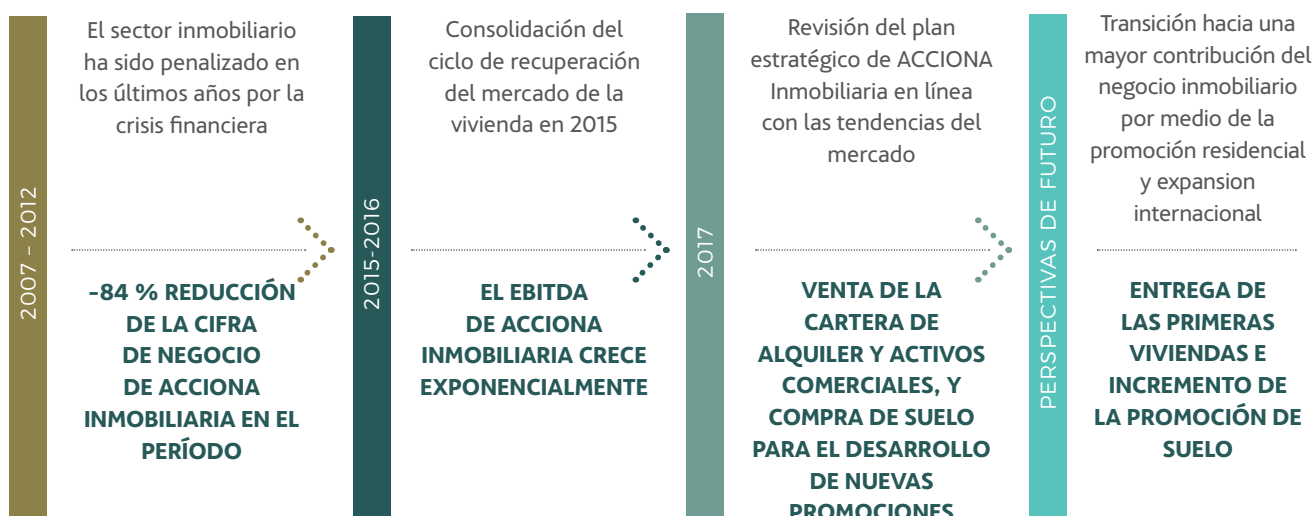 2007 – 2012
El sector inmobiliario
ha sido penalizado en
los últimos años por la
crisis financiera
-84 % REDUCCIÓN
DE LA CIFRA
DE NEGOCIO
DE ACCIONA
INMOBILIARIA EN EL
PERÍODO
2015-2016
Consolidación del
ciclo de recuperación
del mercado de la
vivienda en 2015
EL EBITDA
DE ACCIONA
INMOBILIARIA CRECE
EXPONENCIALMENTE
2017
Revisión del plan
estratégico de ACCIONA
Inmobiliaria en línea
con las tendencias del
mercado
VENTA DE LA
CARTERA DE
ALQUILER Y ACTIVOS
COMERCIALES, Y
COMPRA DE SUELO
PARA EL DESARROLLO
DE NUEVAS
PROMOCIONES
PERSPECTIVAS DE FUTURO
Transición hacia una
mayor contribución del
negocio inmobiliario
por medio de la
promoción residencial
y expansion
internacional
ENTREGA DE
LAS PRIMERAS
VIVIENDAS E
INCREMENTO DE
LA PROMOCIÓN DE
SUELO